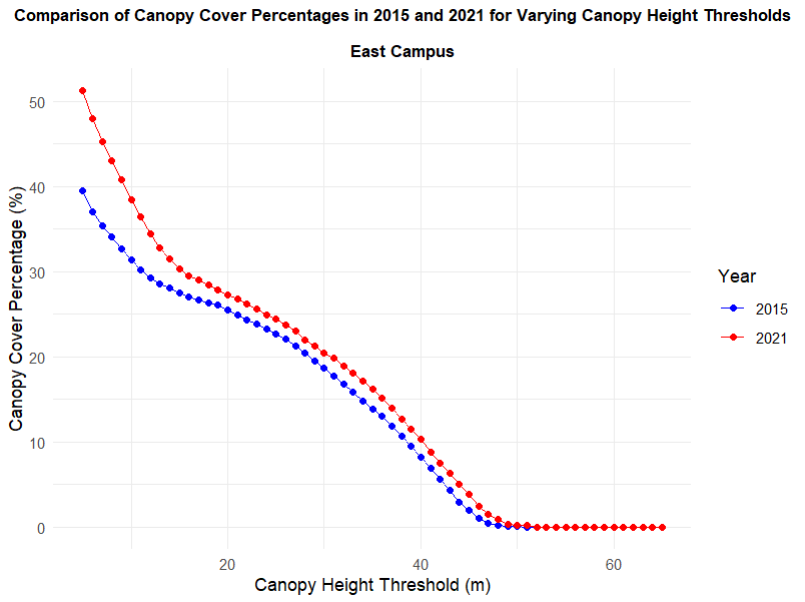 Comparison of Canopy Cover Percentages in 2015 and 2021 for Varying Canopy Height Thresholds
East Campus
Canopy Cover Percentage (%)
50
40
30
20
10
0
20 40 60
Canopy Height Threshold (m)
Year
2015
2021